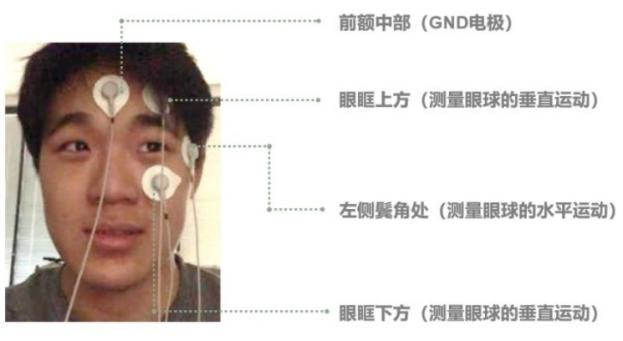 前额中部（GND电极）
眼眶上方（测量眼球的垂直运动）
左侧鬓角处（测量眼球的水平运动）
眼眶下方（测量眼球的垂直运动）